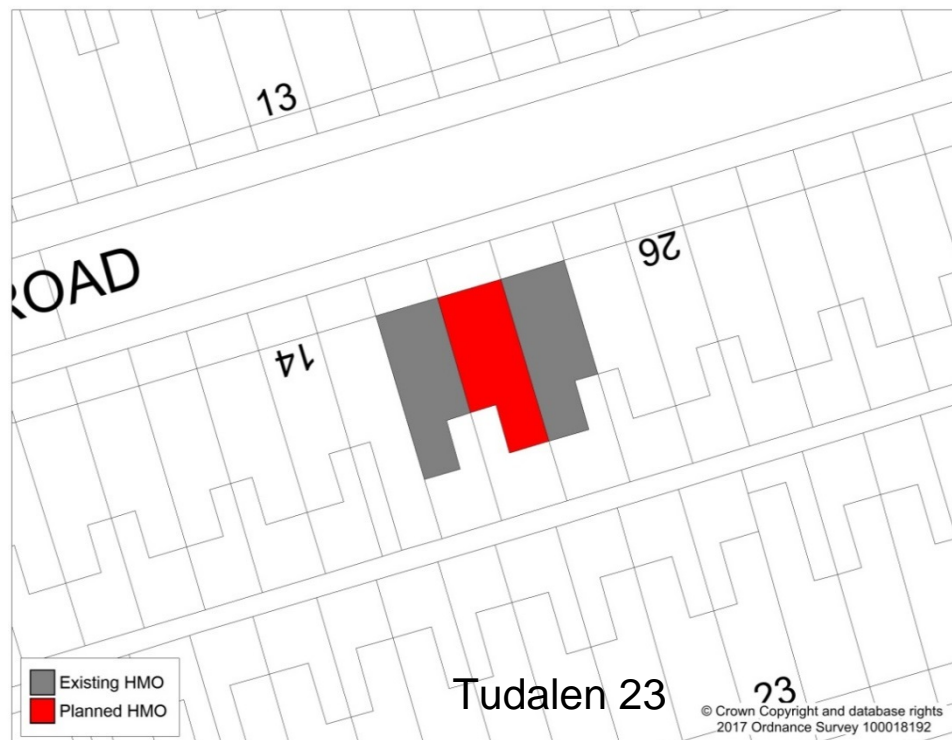 13
ROAD
26
14
Existing HMO
Planned HMO
Tudalen 23
23
© Crown Copyright and database rights
2017 Ordnance Survey 100018192